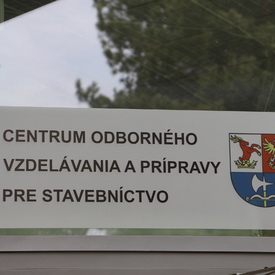 CENTRUM ODBORNÉHO
VZDELÁVANIA A PRÍPRAVY
PRE STAVEBNÍCTVO